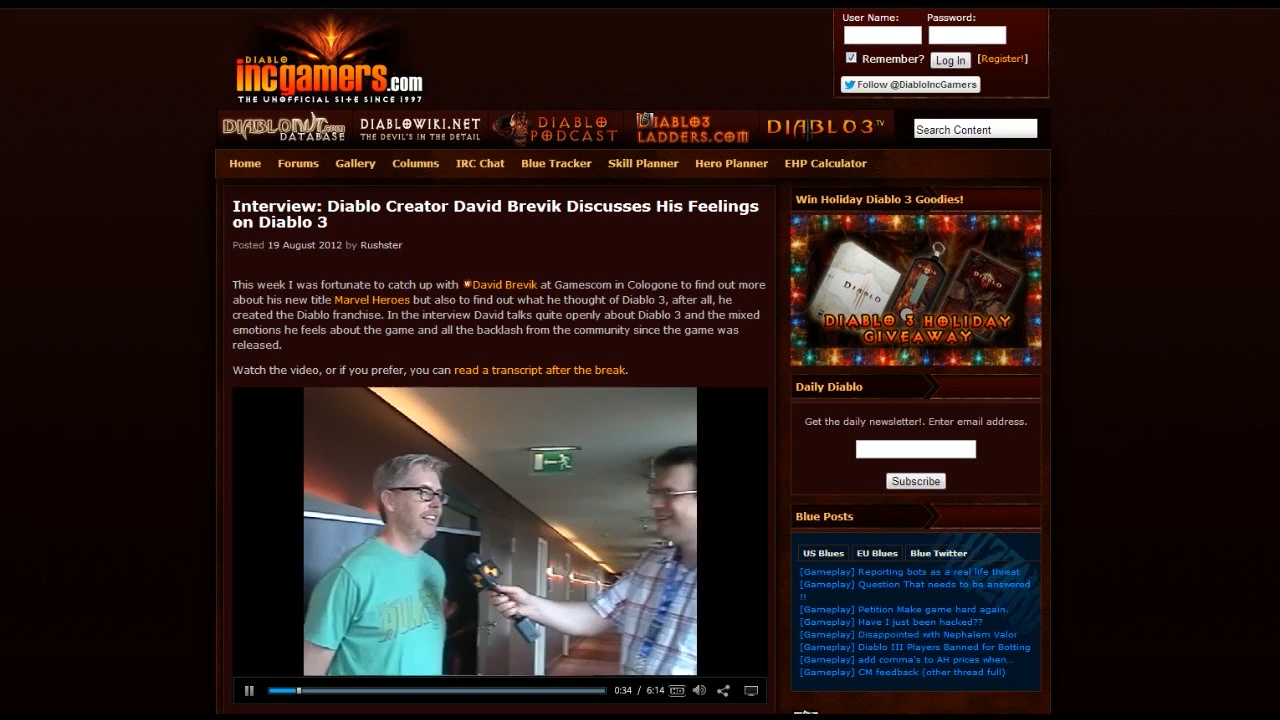 User Name: Password:
DIABLO
incgamers.com
THE UNOFFICIAL SITE SINCE 1997
Remember? Log In [Register!]
Follow @DiabloIncGamers
DIABLONUT.com
DATABASE
DIABLOWIKI.NET
THE DEVIL'S IN THE DETAIL
DIABLO
PODCAST
DIABLO3
LADDERS.COM
DIABLO3 TV
Search Content
Home Forums Gallery Columns IRC Chat Blue Tracker Skill Planner Hero Planner EHP Calculator
Interview: Diablo Creator David Brevik Discusses His Feelings
on Diablo 3
Posted 19 August 2012 by Rushster
This week I was fortunate to catch up with David Brevik at Gamescom in Cologone to find out more
about his new title Marvel Heroes but also to find out what he thought of Diablo 3, after all, he
created the Diablo franchise. In the interview David talks quite openly about Diablo 3 and the mixed
emotions he feels about the game and all the backlash from the community since the game was
released.
Watch the video, or if you prefer, you can read a transcript after the break.
0:34 / 6:14 HD
Win Holiday Diablo 3 Goodies!
DIABLO
DIABLO 3 HOLIDAY
GIVEAWAY
Daily Diablo
Get the daily newsletter!. Enter email address.
Subscribe
Blue Posts
US Blues EU Blues Blue Twitter
[Gameplay] Reporting bots as a real life threat
[Gameplay] Question That needs to be answered
!!
[Gameplay] Petition Make game hard again.
[Gameplay] Have I just been hacked??
[Gameplay] Disappointed with Nephalem Valor
[Gameplay] Diablo III Players Banned for Botting
[Gameplay] add comma's to AH prices when..
[Gameplay] CM feedback (other thread full)